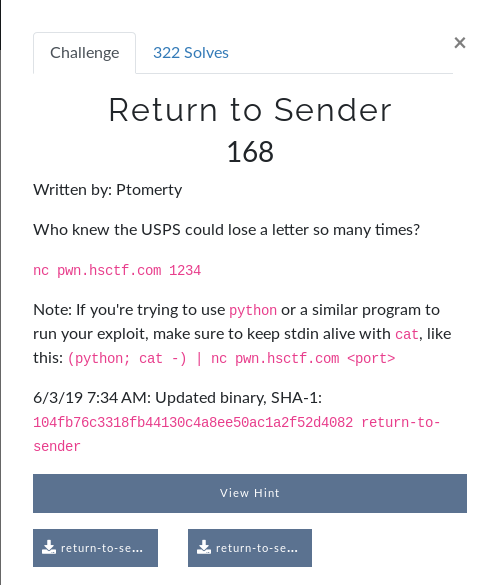 Challenge
322 Solves
×
Return to Sender
168
Written by: Ptomerty
Who knew the USPS could lose a letter so many times?
nc pwn.hsctf.com 1234
Note: If you're trying to use python or a similar program to
run your exploit, make sure to keep stdin alive with cat, like
this: (python; cat -) | nc pwn.hsctf.com <port>
6/3/19 7:34 AM: Updated binary, SHA-1:
104fb76c3318fb44130c4a8ee50ac1a2f52d4082 return-to-
sender
View Hint
return-to-se...
return-to-se...